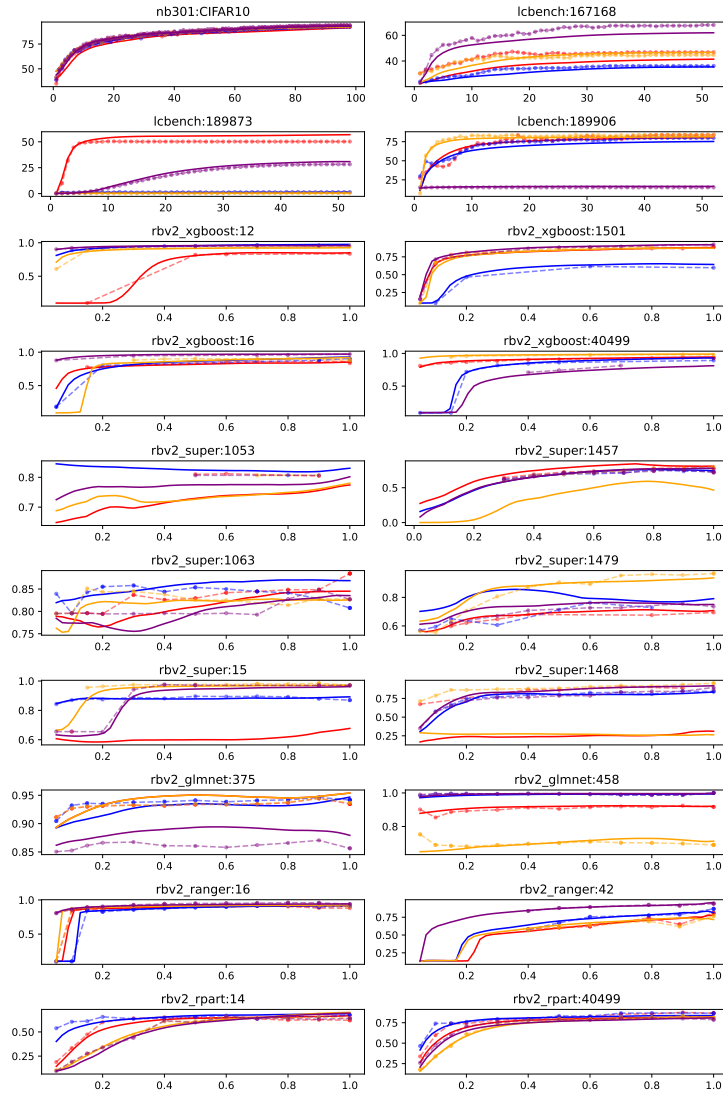 nb301:CIFAR10
lcbench:167168
75
50
0 20 40 60 80 100
60
40
0 10 20 30 40 50
lcbench:189873
lcbench:189906
50
25
0
0 10 20 30 40 50
75
50
25
0 10 20 30 40 50
rbv2_xgboost:12
rbv2_xgboost:1501
1.0
0.5
0.2 0.4 0.6 0.8 1.0
0.75
0.50
0.25
0.2 0.4 0.6 0.8 1.0
rbv2_xgboost:16
rbv2_xgboost:40499
1.0
0.5
0.2 0.4 0.6 0.8 1.0
1.0
0.5
0.2 0.4 0.6 0.8 1.0
rbv2_super:1053
rbv2_super:1457
0.8
0.7
0.2 0.4 0.6 0.8 1.0
0.5
0.0
0.0 0.2 0.4 0.6 0.8 1.0
rbv2_super:1063
rbv2_super:1479
0.85
0.80
0.75
0.2 0.4 0.6 0.8 1.0
0.8
0.6
0.2 0.4 0.6 0.8 1.0
rbv2_super:15
rbv2_super:1468
1.0
0.8
0.6
0.2 0.4 0.6 0.8 1.0
0.75
0.50
0.25
0.2 0.4 0.6 0.8 1.0
rbv2_glmnet:375
rbv2_glmnet:458
0.95
0.90
0.85
0.2 0.4 0.6 0.8 1.0
1.0
0.9
0.8
0.7
0.2 0.4 0.6 0.8 1.0
rbv2_ranger:16
rbv2_ranger:42
1.0
0.5
0.2 0.4 0.6 0.8 1.0
0.75
0.50
0.25
0.2 0.4 0.6 0.8 1.0
rbv2_rpart:14
rbv2_rpart:40499
0.50
0.25
0.2 0.4 0.6 0.8 1.0
0.75
0.50
0.25
0.2 0.4 0.6 0.8 1.0